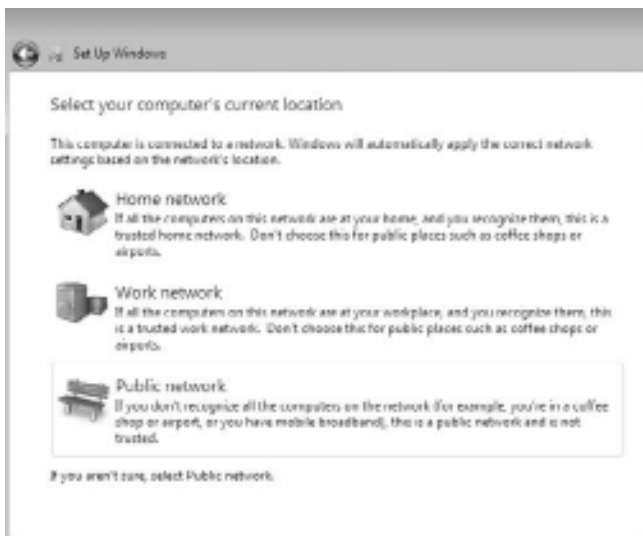 Set Up Windows
Select your computer's current location
This computer is connected to a network. Windows will automatically apply the correct network
settings based on the network's location.
Home network
If all the computers on this network are at your home, and you recognize them, this is a
trusted home network. Don't choose this for public places such as coffee shops or
airports.
Work network
If all the computers on this network are at your workplace, and you recognize them, this
is a trusted work network. Don't choose this for public places such as coffee shops or
airports.
Public network
If you don't recognize all the computers on the network (for example, you're in a coffee
shop or airport, or you have mobile broadband), this is a public network and is not
trusted.
If you aren't sure, select Public network.